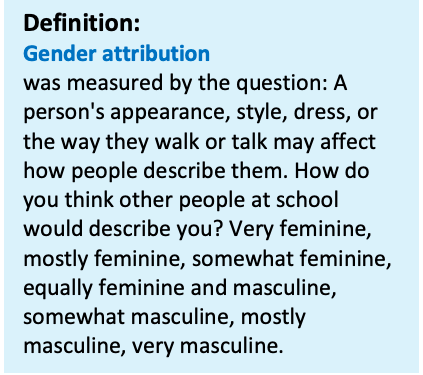 Definition:
Gender attribution
was measured by the question: A
person's appearance, style, dress, or
the way they walk or talk may affect
how people describe them. How do
you think other people at school
would describe you? Very feminine,
mostly feminine, somewhat feminine,
equally feminine and masculine,
somewhat masculine, mostly
masculine, very masculine.